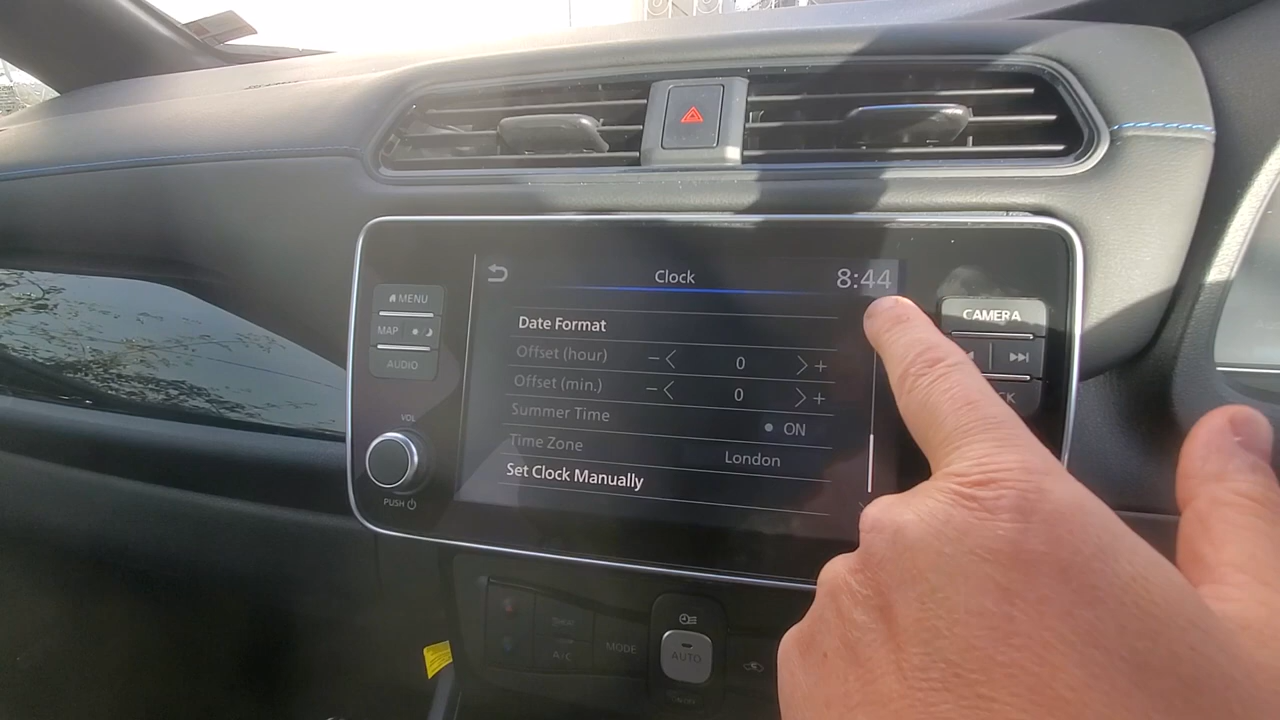 Clock
8:44
MENU
CAMERA
Date Format
MAP
Offset (hour) − 0 +
AUDIO
Offset (min.) − 0 +
Summer Time ON
Time Zone London
Set Clock Manually
VOL
PUSH
A/C
MODE
AUTO